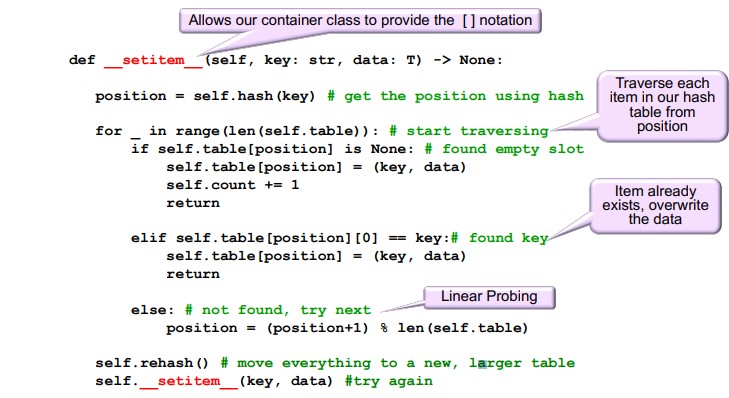 Allows our container class to provide the [ ] notation
def __setitem__(self, key: str, data: T) -> None:
position = self.hash(key) # get the position using hash
Traverse each
item in our hash
table from
position
for _ in range(len(self.table)): # start traversing
if self.table[position] is None: # found empty slot
self.table[position] = (key, data)
self.count += 1
return
Item already
exists, overwrite
the data
elif self.table[position][0] == key:# found key
self.table[position] = (key, data)
return
Linear Probing
else: # not found, try next
position = (position+1) % len(self.table)
self.rehash() # move everything to a new, larger table
self.__setitem__(key, data) #try again